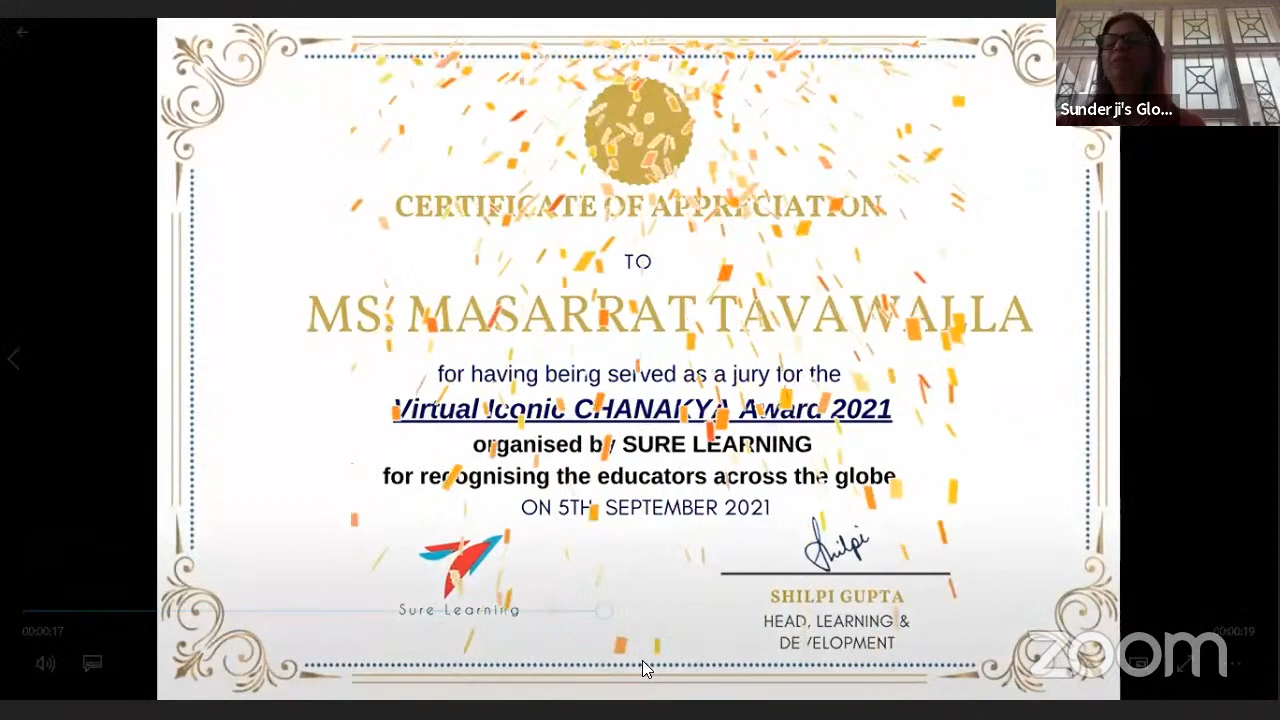 Sunderji's Glo...
CERTIFICATE OF APPRECIATION
TO
MS. MASARRAT TAVAWALLA
for having being served as a jury for the
Virtual Iconic CHANAKYA Award 2021
organised by SURE LEARNING
for recognising the educators across the globe
ON 5TH SEPTEMBER 2021
Shilpi
Sure Learning
SHILPI GUPTA
HEAD, LEARNING &
DEVELOPMENT
00:00:17
00:00:19
zoom